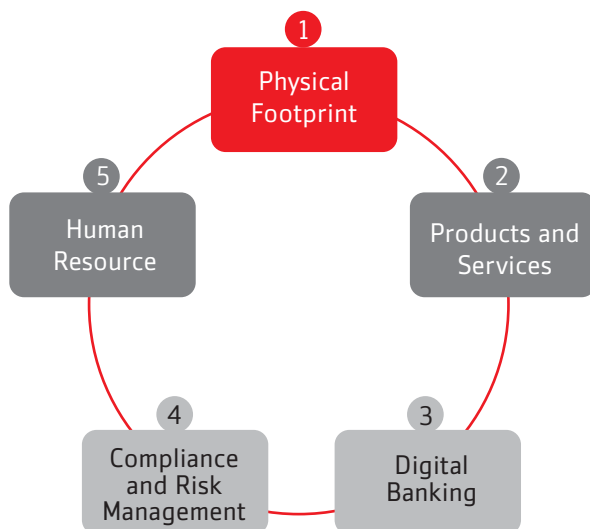 1
Physical
Footprint
2
Products and
Services
3
Digital
Banking
4
Compliance
and Risk
Management
5
Human
Resource